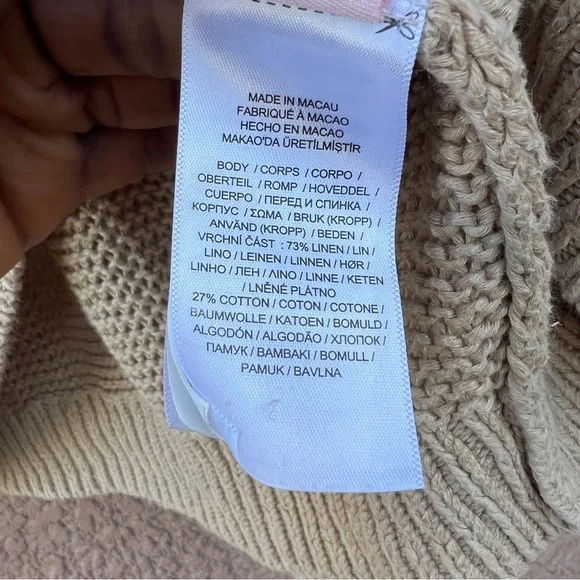 MADE IN MACAU
FABRIQUÉ À MACAO
HECHO EN MACAO
MAKAO'DA ÜRETİLMİŞTİR
BODY / CORPS / CORPO /
OBERTEIL / ROMP / HOVEDDEL /
CUERPO / ПЕРЕД И СПИНКА /
КОРПУС / ΣΩΜΑ / BRUK (KROPP) /
ANVÄND (KROPP) / BEDEN /
VRCHNÍ ČÁST : 73% LINEN / LIN /
LINO / LEINEN / LINNEN / HØR /
LINHO / ЛЕН / ΛΙΝΟ / LINNE / KETEN
/ LNĚNÉ PLÁTNO
27% COTTON / COTON / COTONE /
BAUMWOLLE / KATOEN / BOMULD /
ALGODÓN / ALGODÃO / ХЛОПОК /
ПАМУК / BAMBAKI / BOMULL /
PAMUK / BAVLNA